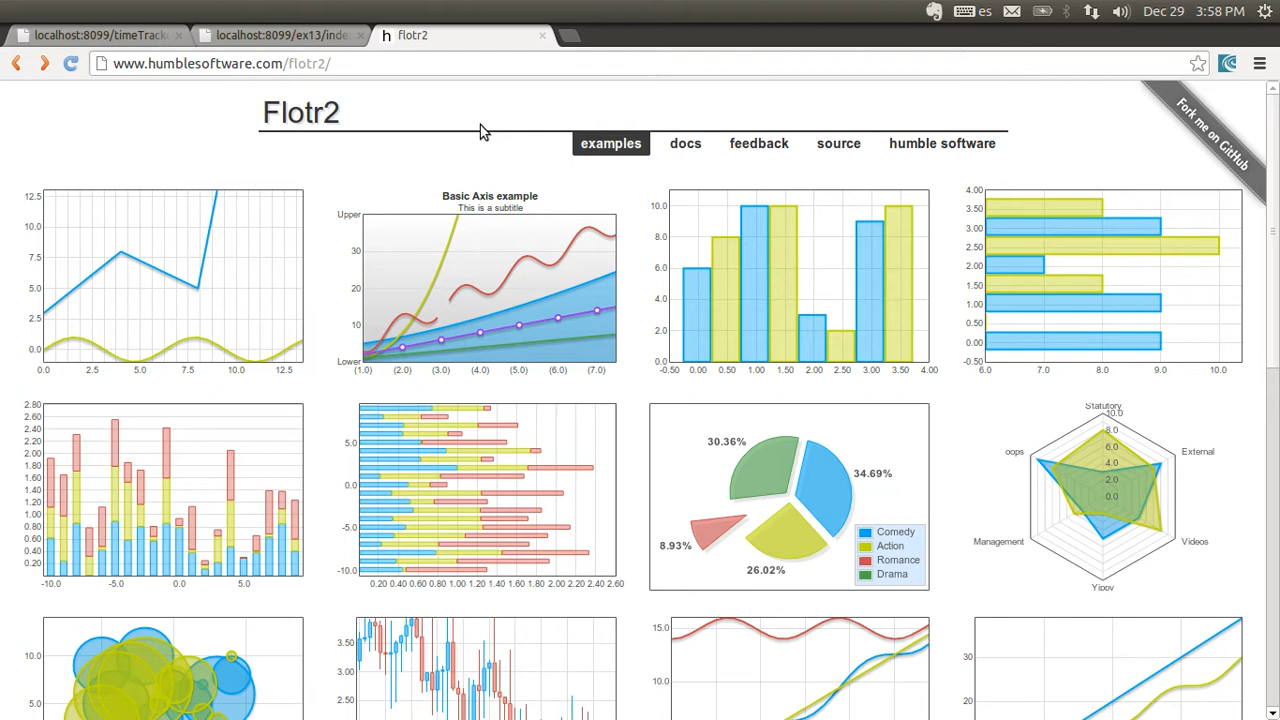 es Dec 29 3:58 PM
localhost:8099/timeTracke
localhost:8099/ex13/inde
h flotr2
www.humblesoftware.com/flotr2/
Flotr2
Fork me on GitHub
examples docs feedback source humble software
12.5
10.0
7.5
5.0
2.5
0.0
0.0 2.5 5.0 7.5 10.0 12.5
Basic Axis example
This is a subtitle
Upper
30
20
10
Lower
(1.0) (2.0) (3.0) (4.0) (5.0) (6.0) (7.0)
10.0
8.0
6.0
4.0
2.0
0.0
-0.50 0.00 0.50 1.00 1.50 2.00 2.50 3.00 3.50 4.00
4.00
3.50
3.00
2.50
2.00
1.50
1.00
0.50
0.00
-0.50
6.0 7.0 8.0 9.0 10.0
2.80
2.60
2.40
2.20
2.00
1.80
1.60
1.40
1.20
1.00
0.80
0.60
0.40
0.20
-10.0 -5.0 0.0 5.0
5.0
0.0
-5.0
-10.0
0.20 0.40 0.60 0.80 1.00 1.20 1.40 1.60 1.80 2.00 2.20 2.40 2.60
30.36%
34.69%
8.93%
26.02%
Comedy
Action
Romance
Drama
Statutory
10.0
8.0
6.0
4.0
2.0
0.0
oops
External
Management
Videos
Yippy
10.0
5.0
3.50
3.00
2.50
15.0
10.0
30
20